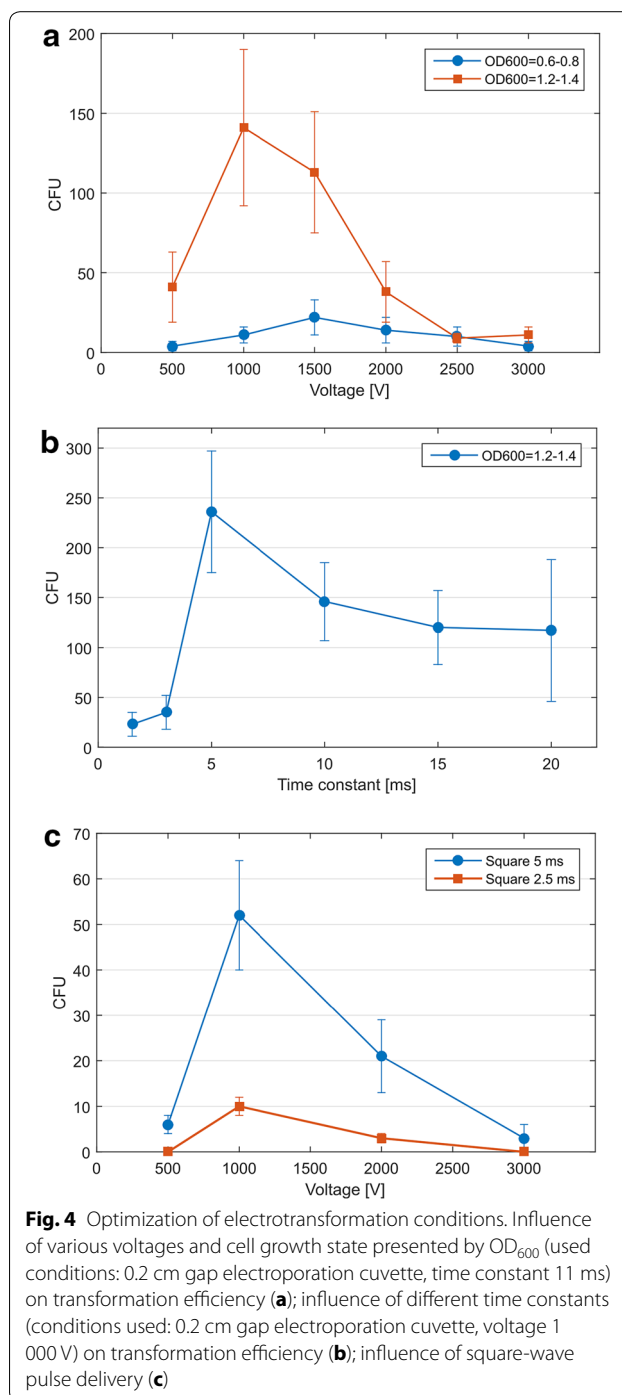 a
200
150
100
50
0
CFU
OD600=0.6-0.8
OD600=1.2-1.4
0 500 1000 1500 2000 2500 3000
Voltage [V]
b
300
250
200
150
100
50
0
CFU
OD600=1.2-1.4
0 5 10 15 20
Time constant [ms]
c
70
60
50
40
30
20
10
0
CFU
Square 5 ms
Square 2.5 ms
0 500 1000 1500 2000 2500 3000
Voltage [V]
Fig. 4 Optimization of electrotransformation conditions. Influence
of various voltages and cell growth state presented by OD600 (used
conditions: 0.2 cm gap electroporation cuvette, time constant 11 ms)
on transformation efficiency (a); influence of different time constants
(conditions used: 0.2 cm gap electroporation cuvette, voltage 1
000 V) on transformation efficiency (b); influence of square-wave
pulse delivery (c)